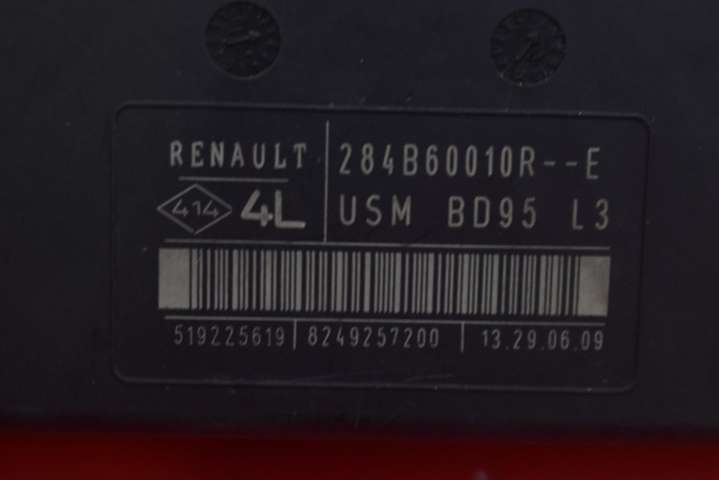 RENAULT 284B60010R--E
414 4L USM BD95 L3
519225619 8249257200 13.29.06.09